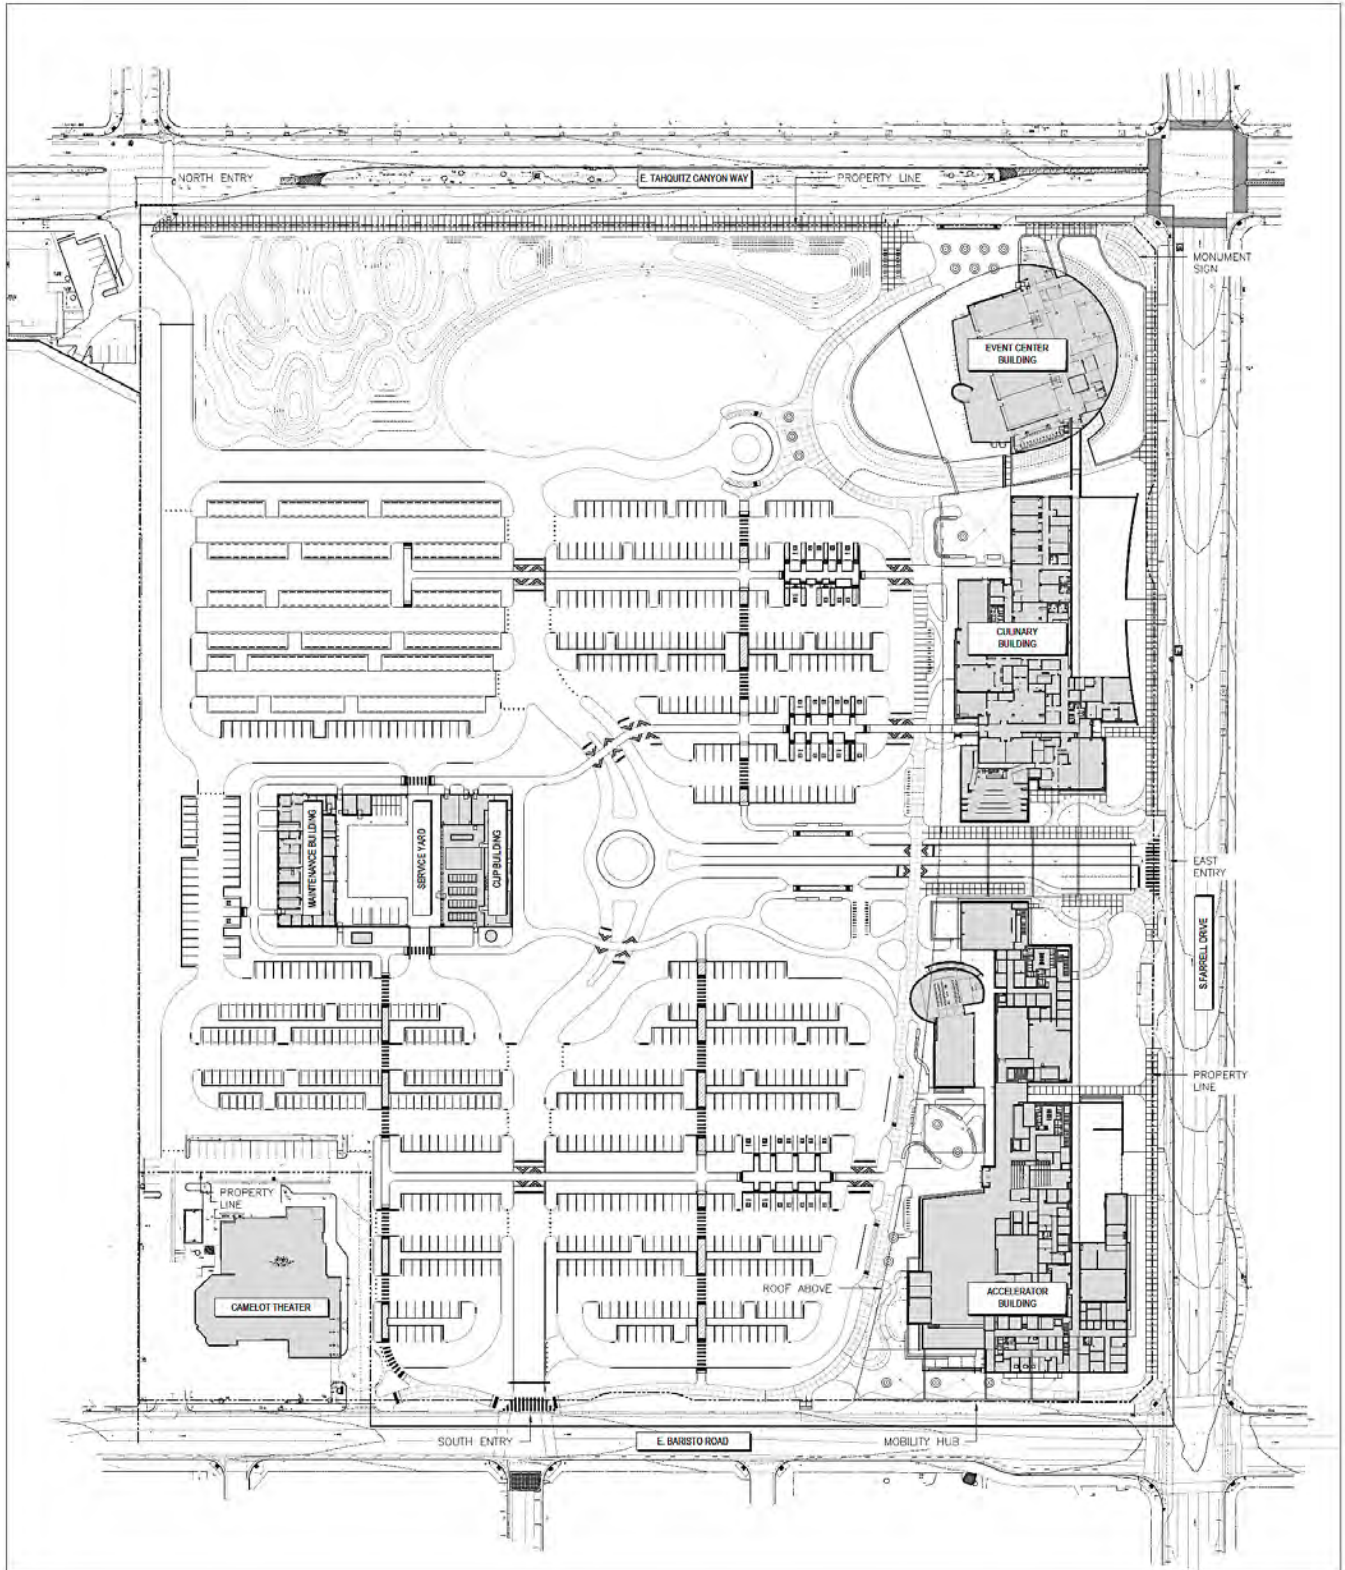 NORTH ENTRY
E. TAHQUITZ CANYON WAY
PROPERTY LINE
MONUMENT
SIGN
EVENT CENTER
BUILDING
CULINARY
BUILDING
MAINTENANCE BUILDING
SERVICE YARD
CUP BUILDING
EAST
ENTRY
S.FARRELL DRIVE
PROPERTY
LINE
PROPERTY
LINE
ROOF ABOVE
CAMELOT THEATER
ACCELERATOR
BUILDING
SOUTH ENTRY
E. BARISTO ROAD
MOBILITY HUB